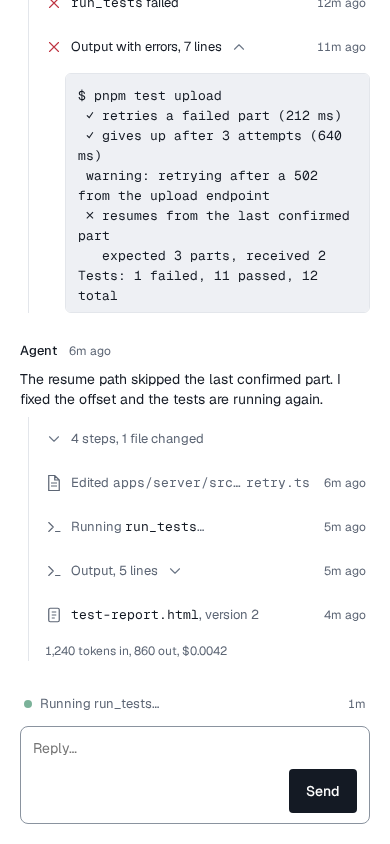 run_tests failed 12m ago
Output with errors, 7 lines 11m ago
$ pnpm test upload
✓ retries a failed part (212 ms)
✓ gives up after 3 attempts (640
ms)
warning: retrying after a 502
from the upload endpoint
× resumes from the last confirmed
part
expected 3 parts, received 2
Tests: 1 failed, 11 passed, 12
total
Agent 6m ago
The resume path skipped the last confirmed part. I
fixed the offset and the tests are running again.
4 steps, 1 file changed
Edited apps/server/src… retry.ts 6m ago
Running run_tests… 5m ago
Output, 5 lines 5m ago
test-report.html, version 2 4m ago
1,240 tokens in, 860 out, $0.0042
Running run_tests… 1m
Reply…
Send